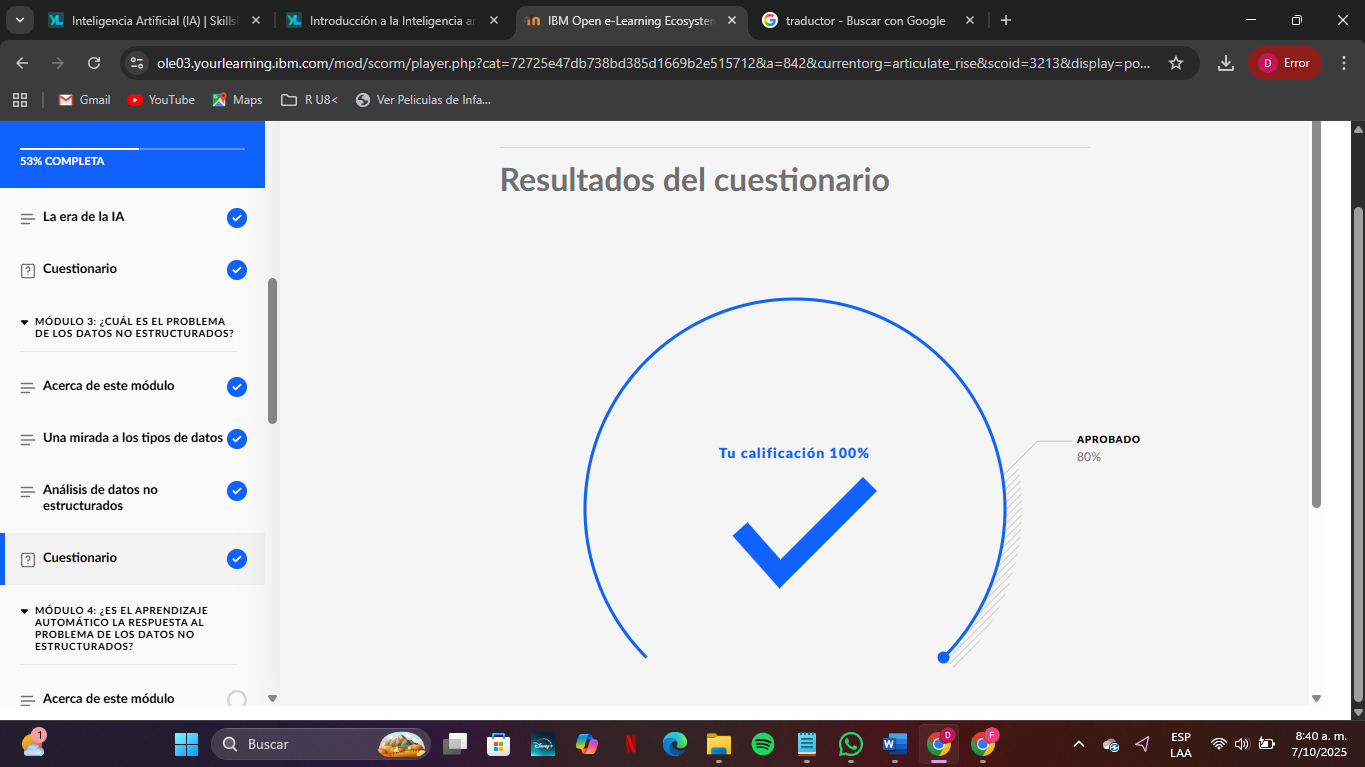 Inteligencia Artificial (IA) | Skills
Introducción a la Inteligencia ar
IBM Open e-Learning Ecosystem
traductor - Buscar con Google
ole03.yourlearning.ibm.com/mod/scorm/player.php?cat=72725e47db738bd385d1669b2e515712&a=842&currentorg=articulate_rise&scoid=3213&display=po...
D
Error
Gmail
YouTube
Maps
R U8<
Ver Peliculas de Infa...
53% COMPLETA
La era de la IA
Cuestionario
MÓDULO 3: ¿CUÁL ES EL PROBLEMA
DE LOS DATOS NO ESTRUCTURADOS?
Acerca de este módulo
Una mirada a los tipos de datos
Análisis de datos no
estructurados
Cuestionario
MÓDULO 4: ¿ES EL APRENDIZAJE
AUTOMÁTICO LA RESPUESTA AL
PROBLEMA DE LOS DATOS NO
ESTRUCTURADOS?
Acerca de este módulo
Resultados del cuestionario
Tu calificación 100%
APROBADO
80%
1
Buscar
Disney+
N
W
D
F
ESP
LAA
8:40 a. m.
7/10/2025